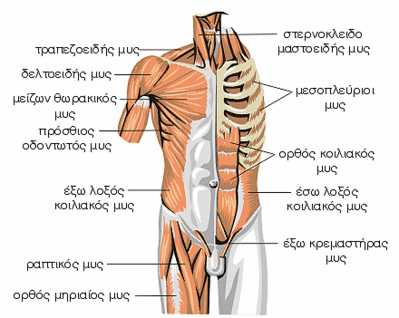 τραπεζοειδής μυς
δελτοειδής μυς
μείζων θωρακικός
μυς
πρόσθιος
οδοντωτός μυς
έξω λοξός
κοιλιακός μυς
ραπτικός μυς
ορθός μηριαίος μυς
στερνοκλειδο
μαστοειδής μυς
μεσοπλεύριοι
μυς
ορθός κοιλιακός
μυς
έσω λοξός
κοιλιακός μυς
έξω κρεμαστήρας
μυς